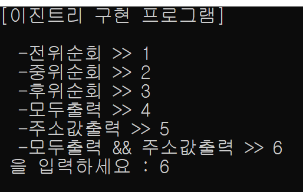 [이진트리 구현 프로그램]
-전위순회 >> 1
-중위순회 >> 2
-후위순회 >> 3
-모두출력 >> 4
-주소값출력 >> 5
-모두출력 && 주소값출력 >> 6
을 입력하세요 : 6